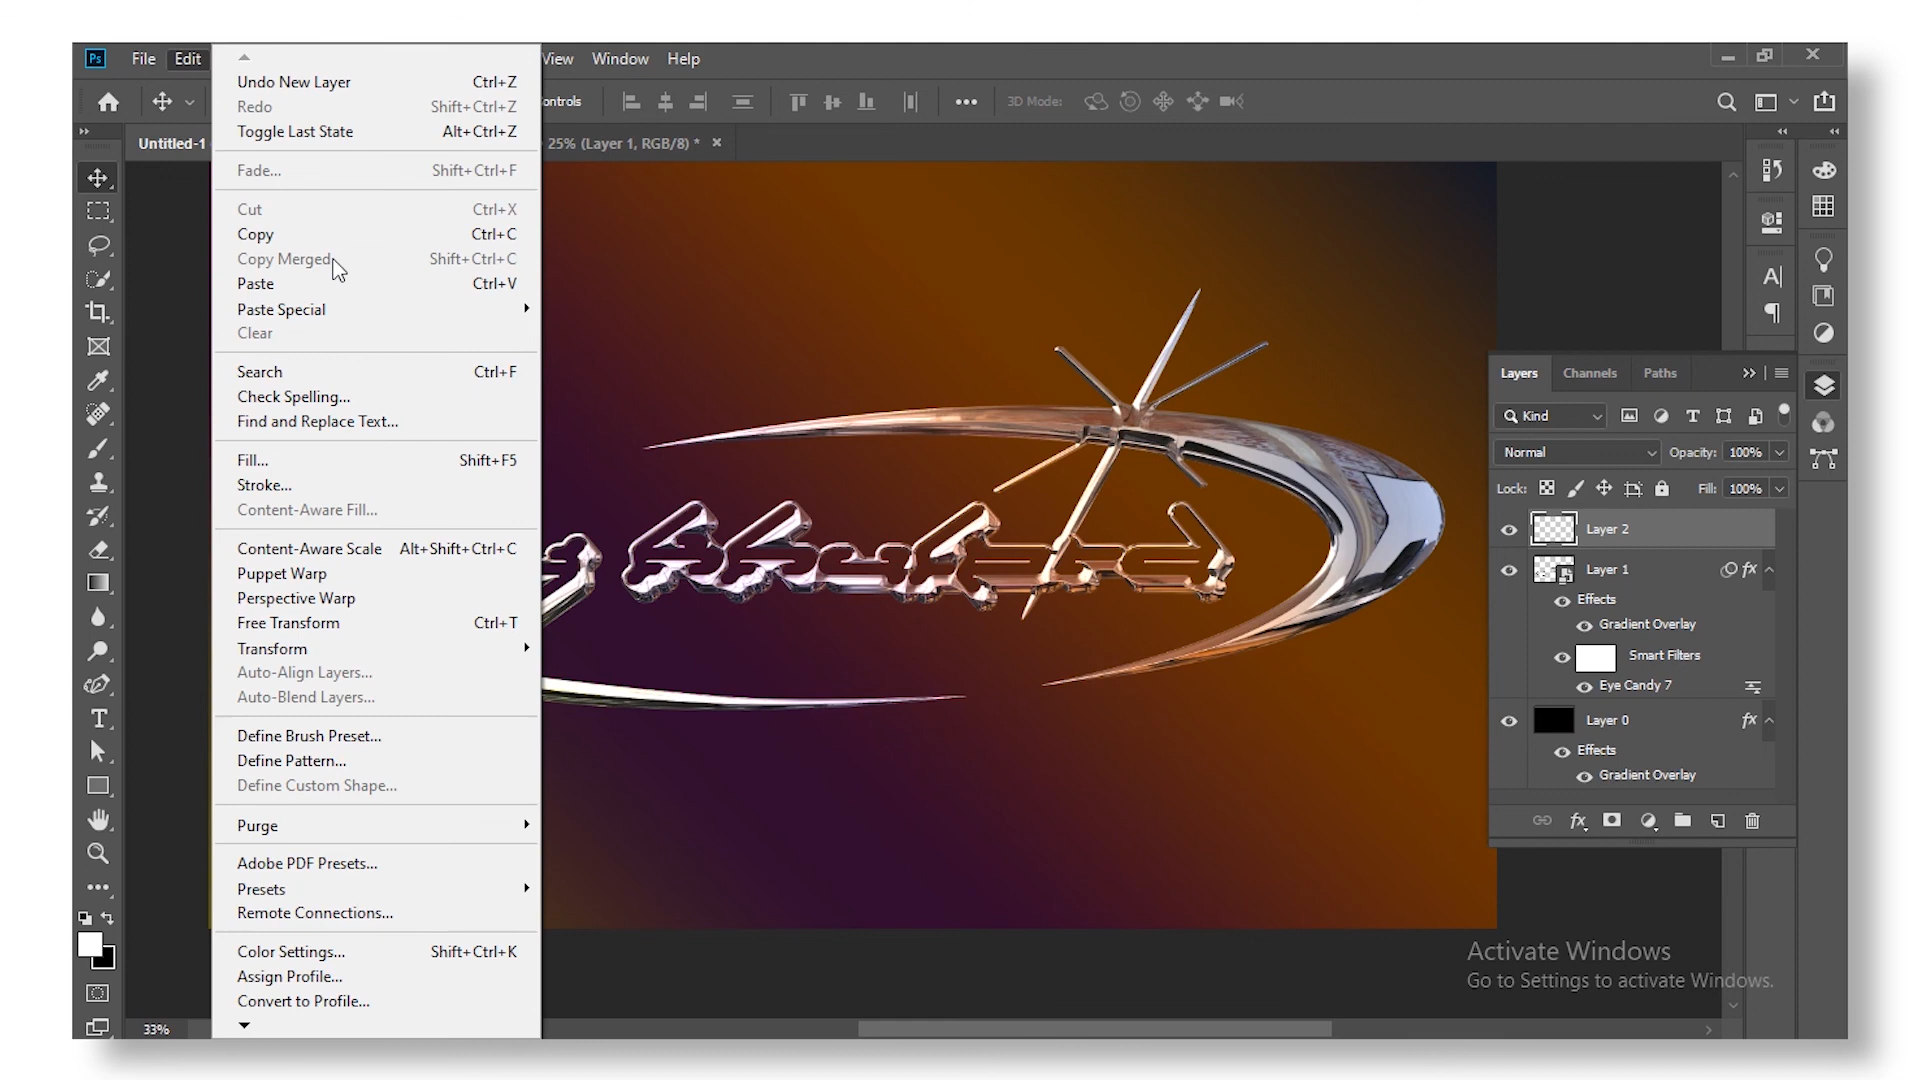 Ps File Edit View Window Help
ontrols 3D Mode:
Untitled-1 25% (Layer 1, RGB/8) * ×
Undo New Layer Ctrl+Z
Redo Shift+Ctrl+Z
Toggle Last State Alt+Ctrl+Z
Fade... Shift+Ctrl+F
Cut Ctrl+X
Copy Ctrl+C
Copy Merged Shift+Ctrl+C
Paste Ctrl+V
Paste Special
Clear
Search Ctrl+F
Check Spelling...
Find and Replace Text...
Fill... Shift+F5
Stroke...
Content-Aware Fill...
Content-Aware Scale Alt+Shift+Ctrl+C
Puppet Warp
Perspective Warp
Free Transform Ctrl+T
Transform
Auto-Align Layers...
Auto-Blend Layers...
Define Brush Preset...
Define Pattern...
Define Custom Shape...
Purge
Adobe PDF Presets...
Presets
Remote Connections...
Color Settings... Shift+Ctrl+K
Assign Profile...
Convert to Profile...
33%
Layers Channels Paths
Kind
Normal Opacity: 100%
Lock: Fill: 100%
Layer 2
Layer 1 fx
Effects
Gradient Overlay
Smart Filters
Eye Candy 7
Layer 0 fx
Effects
Gradient Overlay
fx
Activate Windows
Go to Settings to activate Windows.